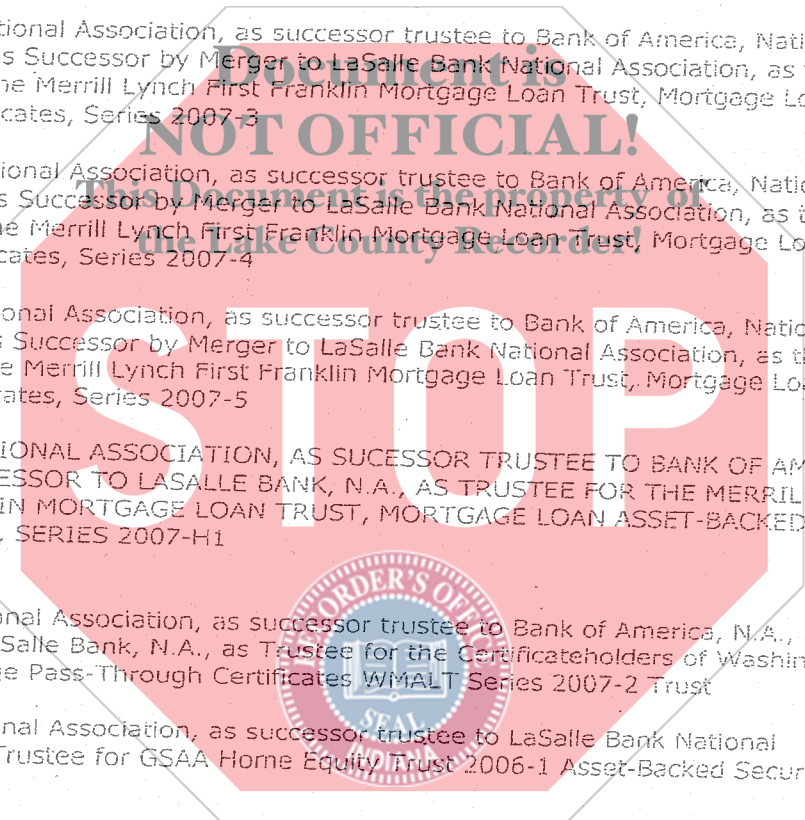 tional Association, as successor trustee to Bank of America, Nati
s Successor by Merger to LaSalle Bank National Association, as
Document is
ne Merrill Lynch First Franklin Mortgage Loan Trust, Mortgage Lo
cates, Series 2007-3
NOT OFFICIAL!
ional Association, as successor trustee to Bank of America, Natio
This Document is the property of
s Successor by Merger to LaSalle Bank National Association, as t
ne Merrill Lynch First Franklin Mortgage Loan Trust, Mortgage Lo
the Lake County Recorder!
cates, Series 2007-4
onal Association, as successor trustee to Bank of America, Natio
s Successor by Merger to LaSalle Bank National Association, as th
e Merrill Lynch First Franklin Mortgage Loan Trust, Mortgage Loa
rates, Series 2007-5
STOP
IONAL ASSOCIATION, AS SUCESSOR TRUSTEE TO BANK OF AM
ESSOR TO LASALLE BANK, N.A., AS TRUSTEE FOR THE MERRIL
IN MORTGAGE LOAN TRUST, MORTGAGE LOAN ASSET-BACKED
, SERIES 2007-H1
RECORDER'S OFFICE
onal Association, as successor trustee to Bank of America, N.A.,
Salle Bank, N.A., as Trustee for the Certificateholders of Washin
e Pass-Through Certificates WMALT Series 2007-2 Trust
SEAL
INDIANA
nal Association, as successor trustee to LaSalle Bank National
Trustee for GSAA Home Equity Trust 2006-1 Asset-Backed Secur